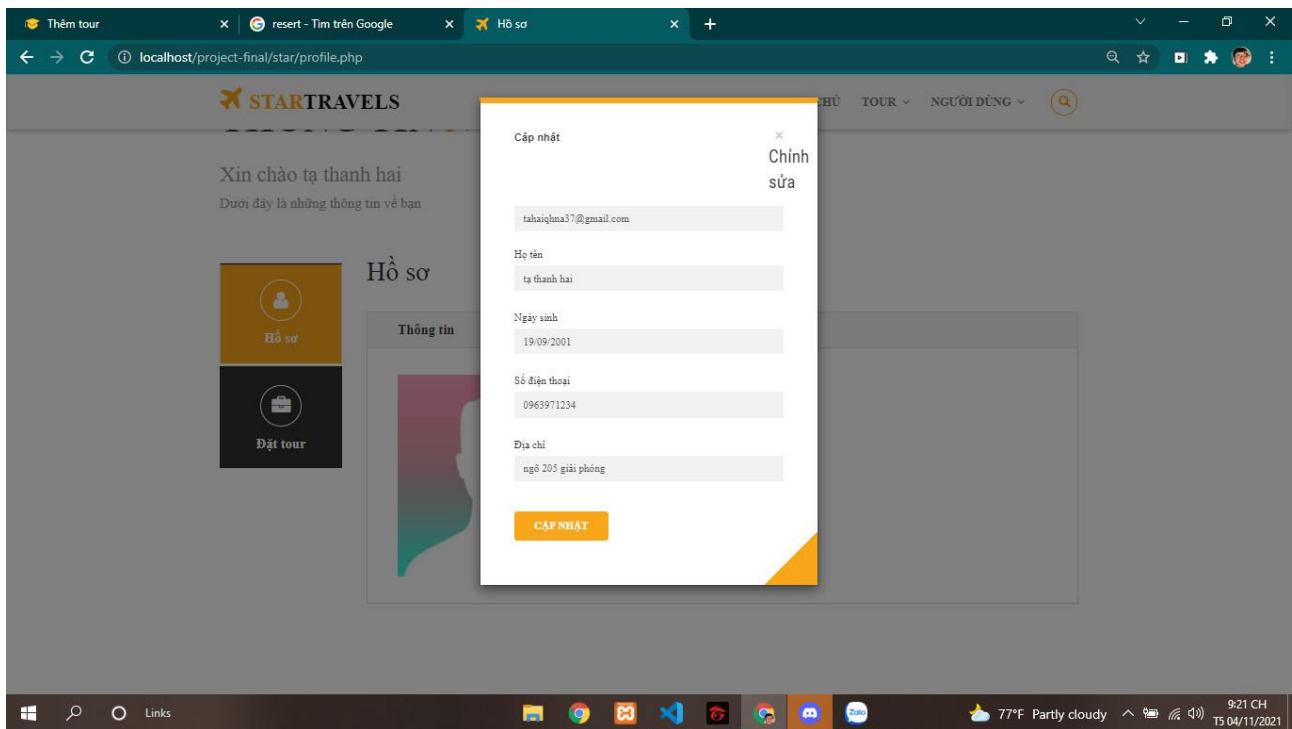 Thêm tour
resert - Tìm trên Google
Hồ sơ
localhost/project-final/star/profile.php
STARTRAVELS
TOUR
NGƯỜI DÙNG
Cập nhật
×
Chỉnh
sửa
Xin chào tạ thanh hai
Dưới đây là những thông tin về bạn
tahaiqhna37@gmail.com
Họ tên
tạ thanh hai
Hồ sơ
Ngày sinh
19/09/2001
Thông tin
Hồ sơ
Số điện thoại
0963971234
Đặt tour
Địa chỉ
ngõ 205 giải phóng
CẬP NHẬT
Links
Zalo
77°F Partly cloudy
9:21 CH
T5 04/11/2021